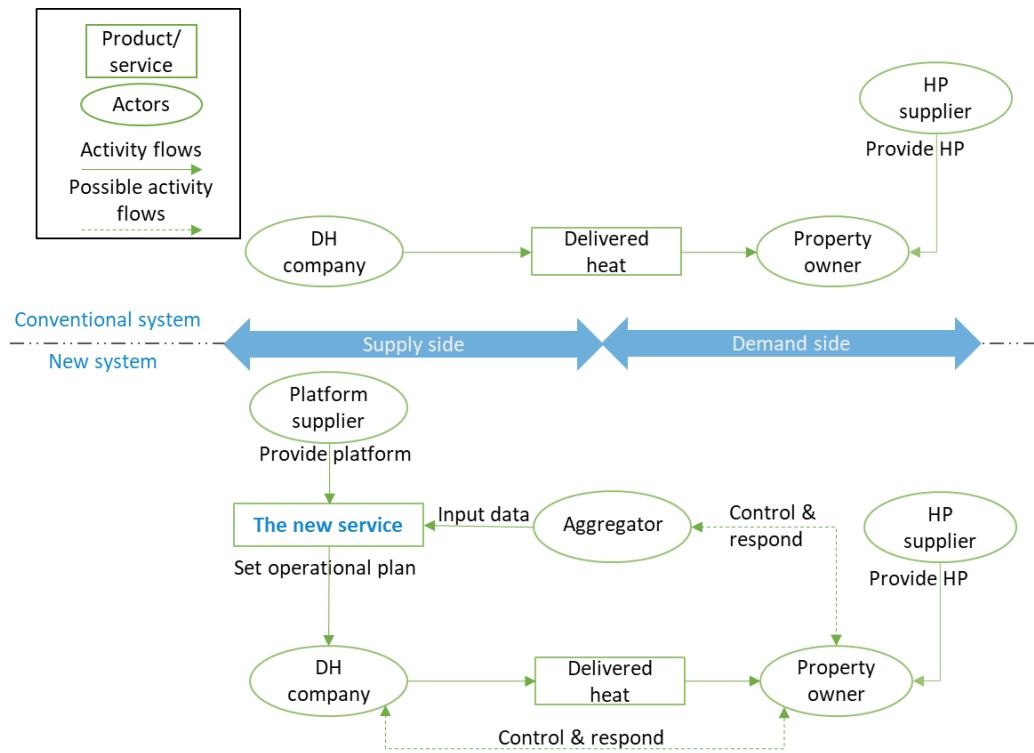 Product/
service
Actors
Activity flows
Possible activity
flows
HP
supplier
Provide HP
DH
company
Delivered
heat
Property
owner
Conventional system
New system
Supply side
Demand side
Platform
supplier
Provide platform
The new service
Input data
Aggregator
Control &
respond
HP
supplier
Provide HP
Set operational plan
DH
company
Delivered
heat
Property
owner
Control & respond